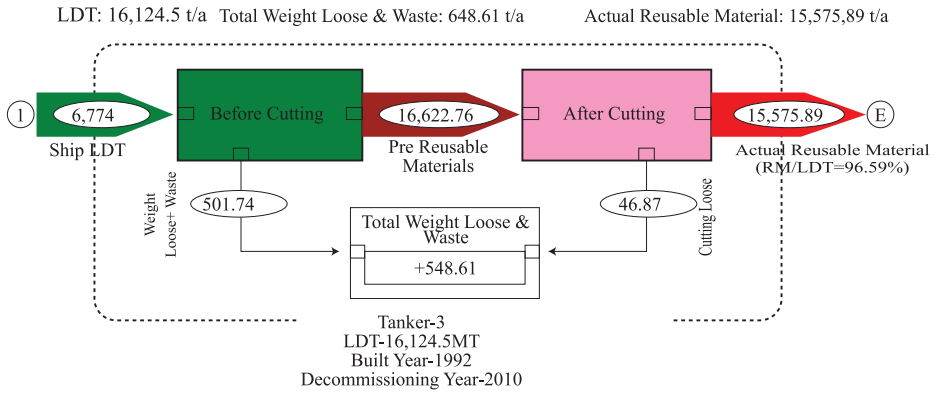 LDT: 16,124.5 t/a Total Weight Loose & Waste: 648.61 t/a Actual Reusable Material: 15,575,89 t/a
1
6,774
Ship LDT
Before Cutting
16,622.76
Pre Reusable
Materials
After Cutting
15,575.89
E
Actual Reusable Material
(RM/LDT=96.59%)
Weight
Loose+ Waste
501.74
46.87
Cutting Loose
Total Weight Loose &
Waste
+548.61
Tanker-3
LDT-16,124.5MT
Built Year-1992
Decommissioning Year-2010